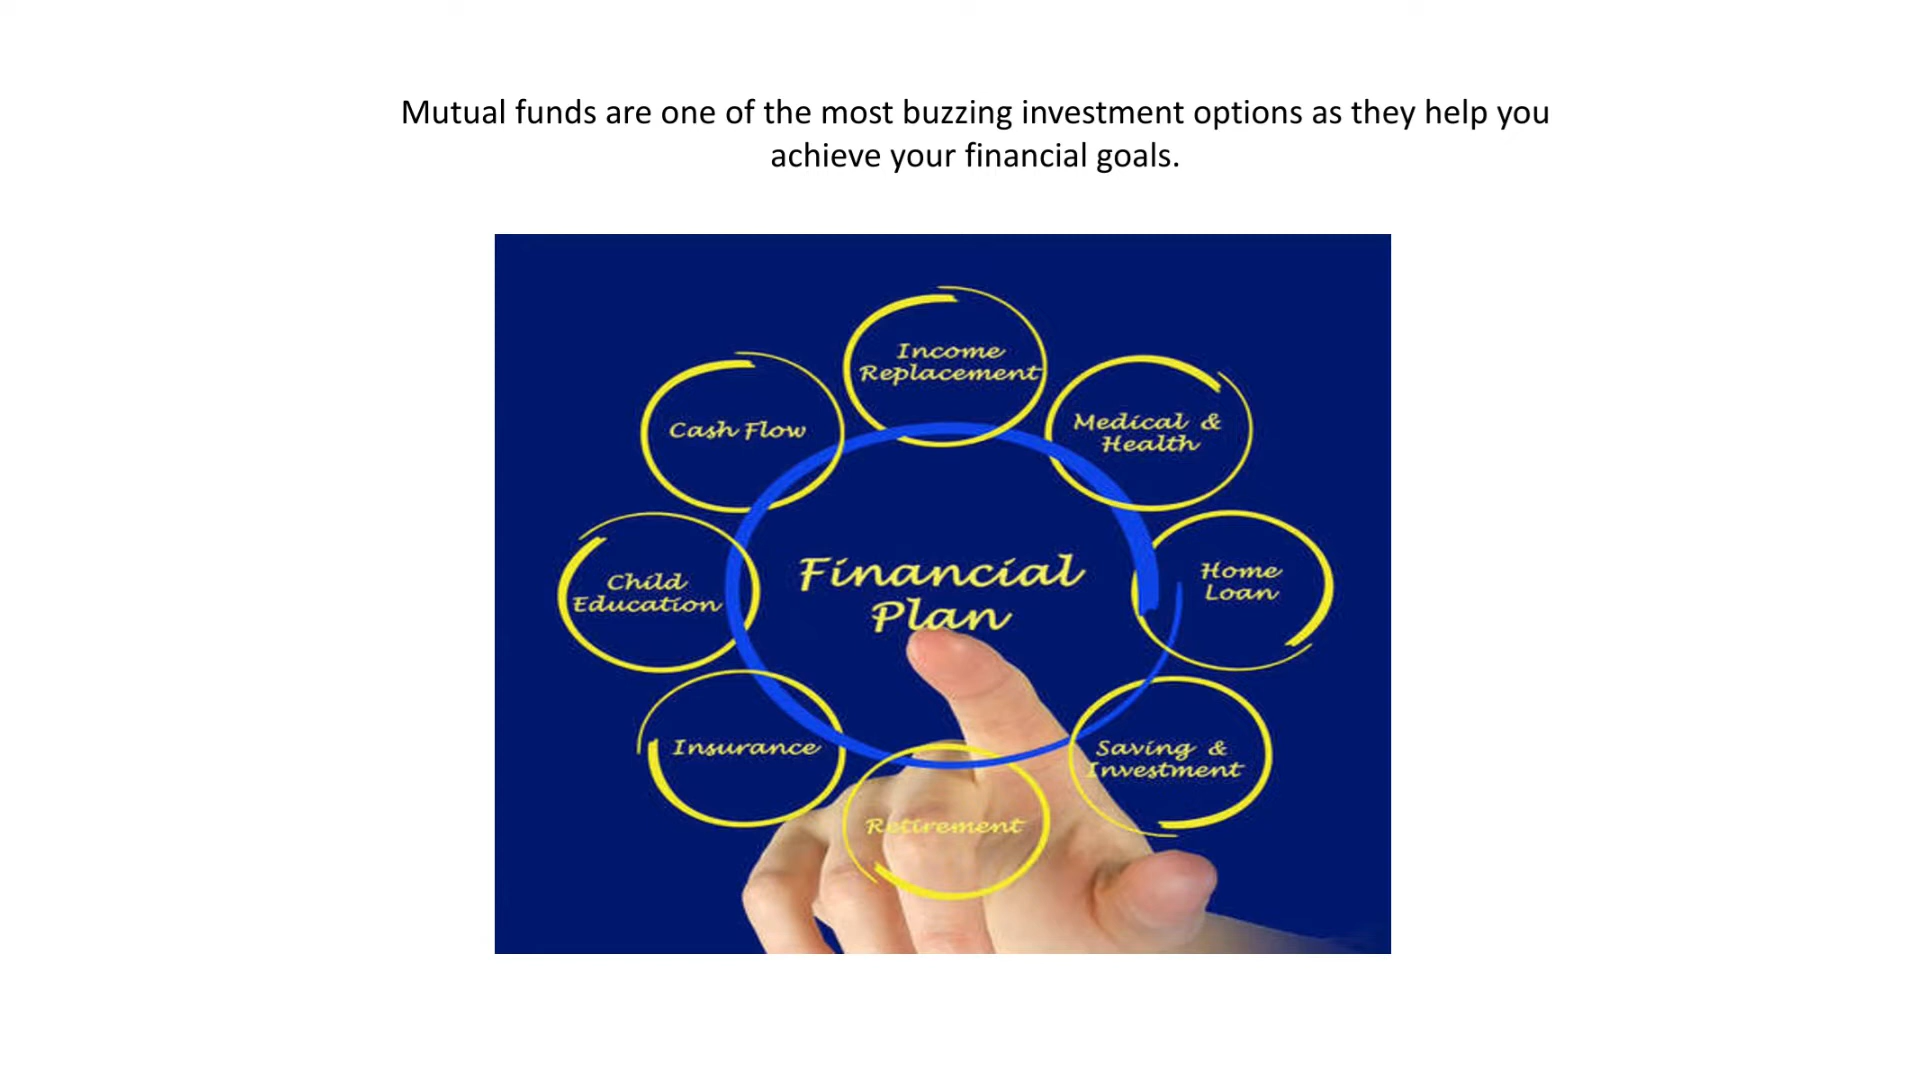 Mutual funds are one of the most buzzing investment options as they help you
achieve your financial goals.
Income
Replacement
Cash Flow
Medical & 
Health
Child
Education
Financial
Plan
Home
Loan
Insurance
Saving &
Investment
Retirement